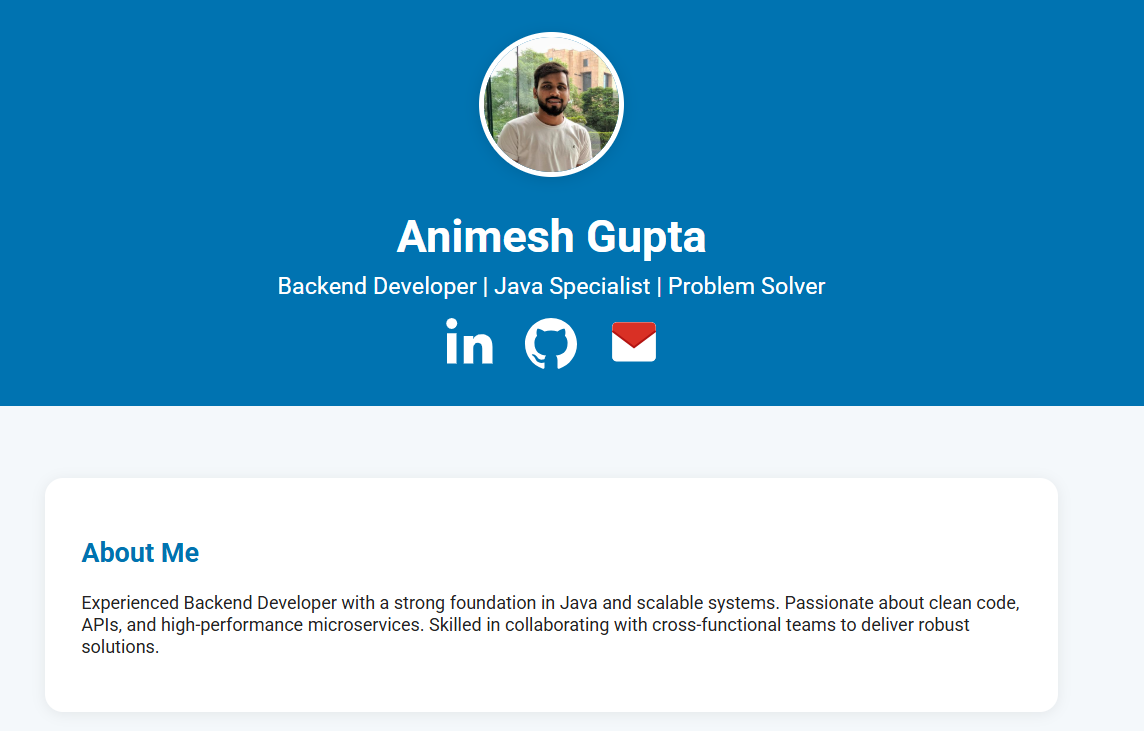 Animesh Gupta
Backend Developer | Java Specialist | Problem Solver
in
About Me
Experienced Backend Developer with a strong foundation in Java and scalable systems. Passionate about clean code,
APIs, and high-performance microservices. Skilled in collaborating with cross-functional teams to deliver robust
solutions.